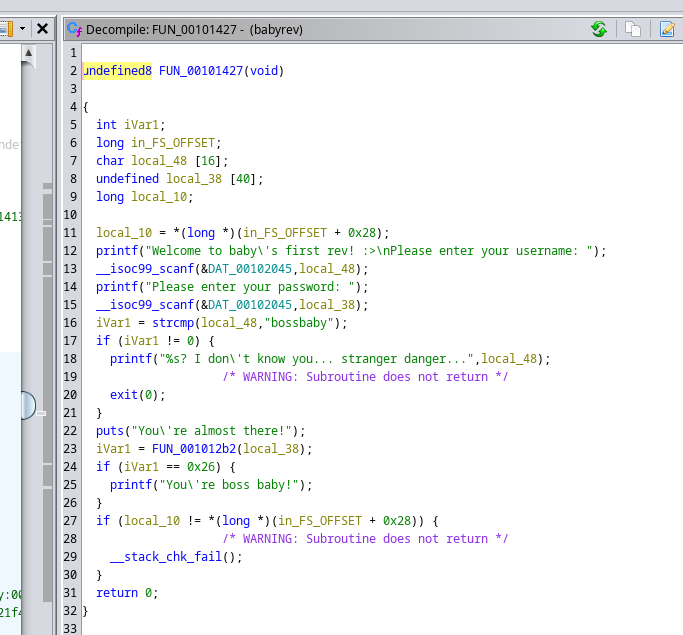 Decompile: FUN_00101427 - (babyrev)
1
2 undefined8 FUN_00101427(void)
3
4 {
5   int iVar1;
6   long in_FS_OFFSET;
7   char local_48 [16];
8   undefined local_38 [40];
9   long local_10;
10
11   local_10 = *(long *)(in_FS_OFFSET + 0x28);
12   printf("Welcome to baby\'s first rev! :>\nPlease enter your username: ");
13   __isoc99_scanf(&DAT_00102045,local_48);
14   printf("Please enter your password: ");
15   __isoc99_scanf(&DAT_00102045,local_38);
16   iVar1 = strcmp(local_48,"bossbaby");
17   if (iVar1 != 0) {
18     printf("%s? I don\'t know you... stranger danger...",local_48);
19                     /* WARNING: Subroutine does not return */
20     exit(0);
21   }
22   puts("You\'re almost there!");
23   iVar1 = FUN_001012b2(local_38);
24   if (iVar1 == 0x26) {
25     printf("You\'re boss baby!");
26   }
27   if (local_10 != *(long *)(in_FS_OFFSET + 0x28)) {
28                     /* WARNING: Subroutine does not return */
29     __stack_chk_fail();
30   }
31   return 0;
32 }
33
nde
1413
y:00
21f4